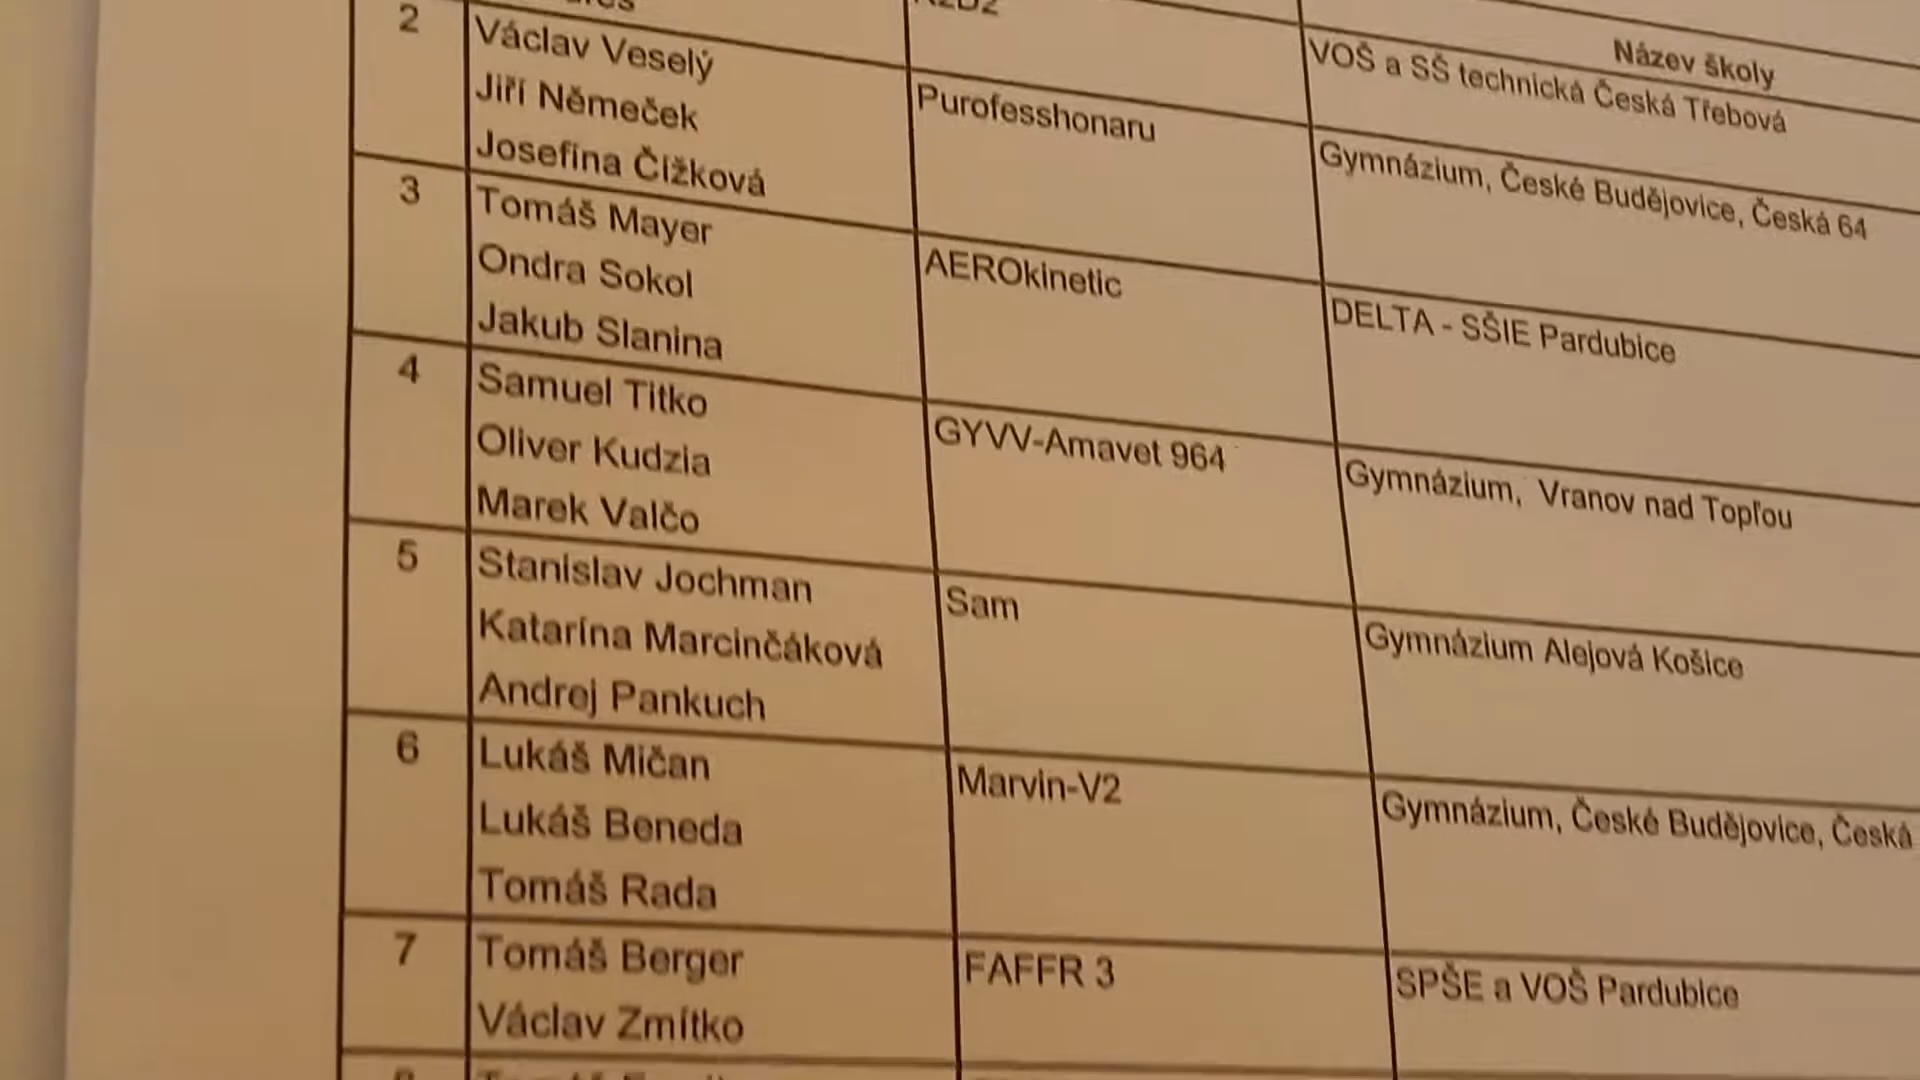 Název školy
VOŠ a SŠ technická Česká Třebová
2 Václav Veselý Purofesshonaru Gymnázium, České Budějovice, Česká 64
Jiří Němeček
Josefína Čížková
3 Tomáš Mayer AEROkinetic DELTA - SŠIE Pardubice
Ondra Sokol
Jakub Slanina
4 Samuel Titko GYVV-Amavet 964 Gymnázium, Vranov nad Topľou
Oliver Kudzia
Marek Valčo
5 Stanislav Jochman Sam Gymnázium Alejová Košice
Katarína Marcinčáková
Andrej Pankuch
6 Lukáš Mičan Marvin-V2 Gymnázium, České Budějovice, Česká
Lukáš Beneda
Tomáš Rada
7 Tomáš Berger FAFFR 3 SPŠE a VOŠ Pardubice
Václav Zmítko